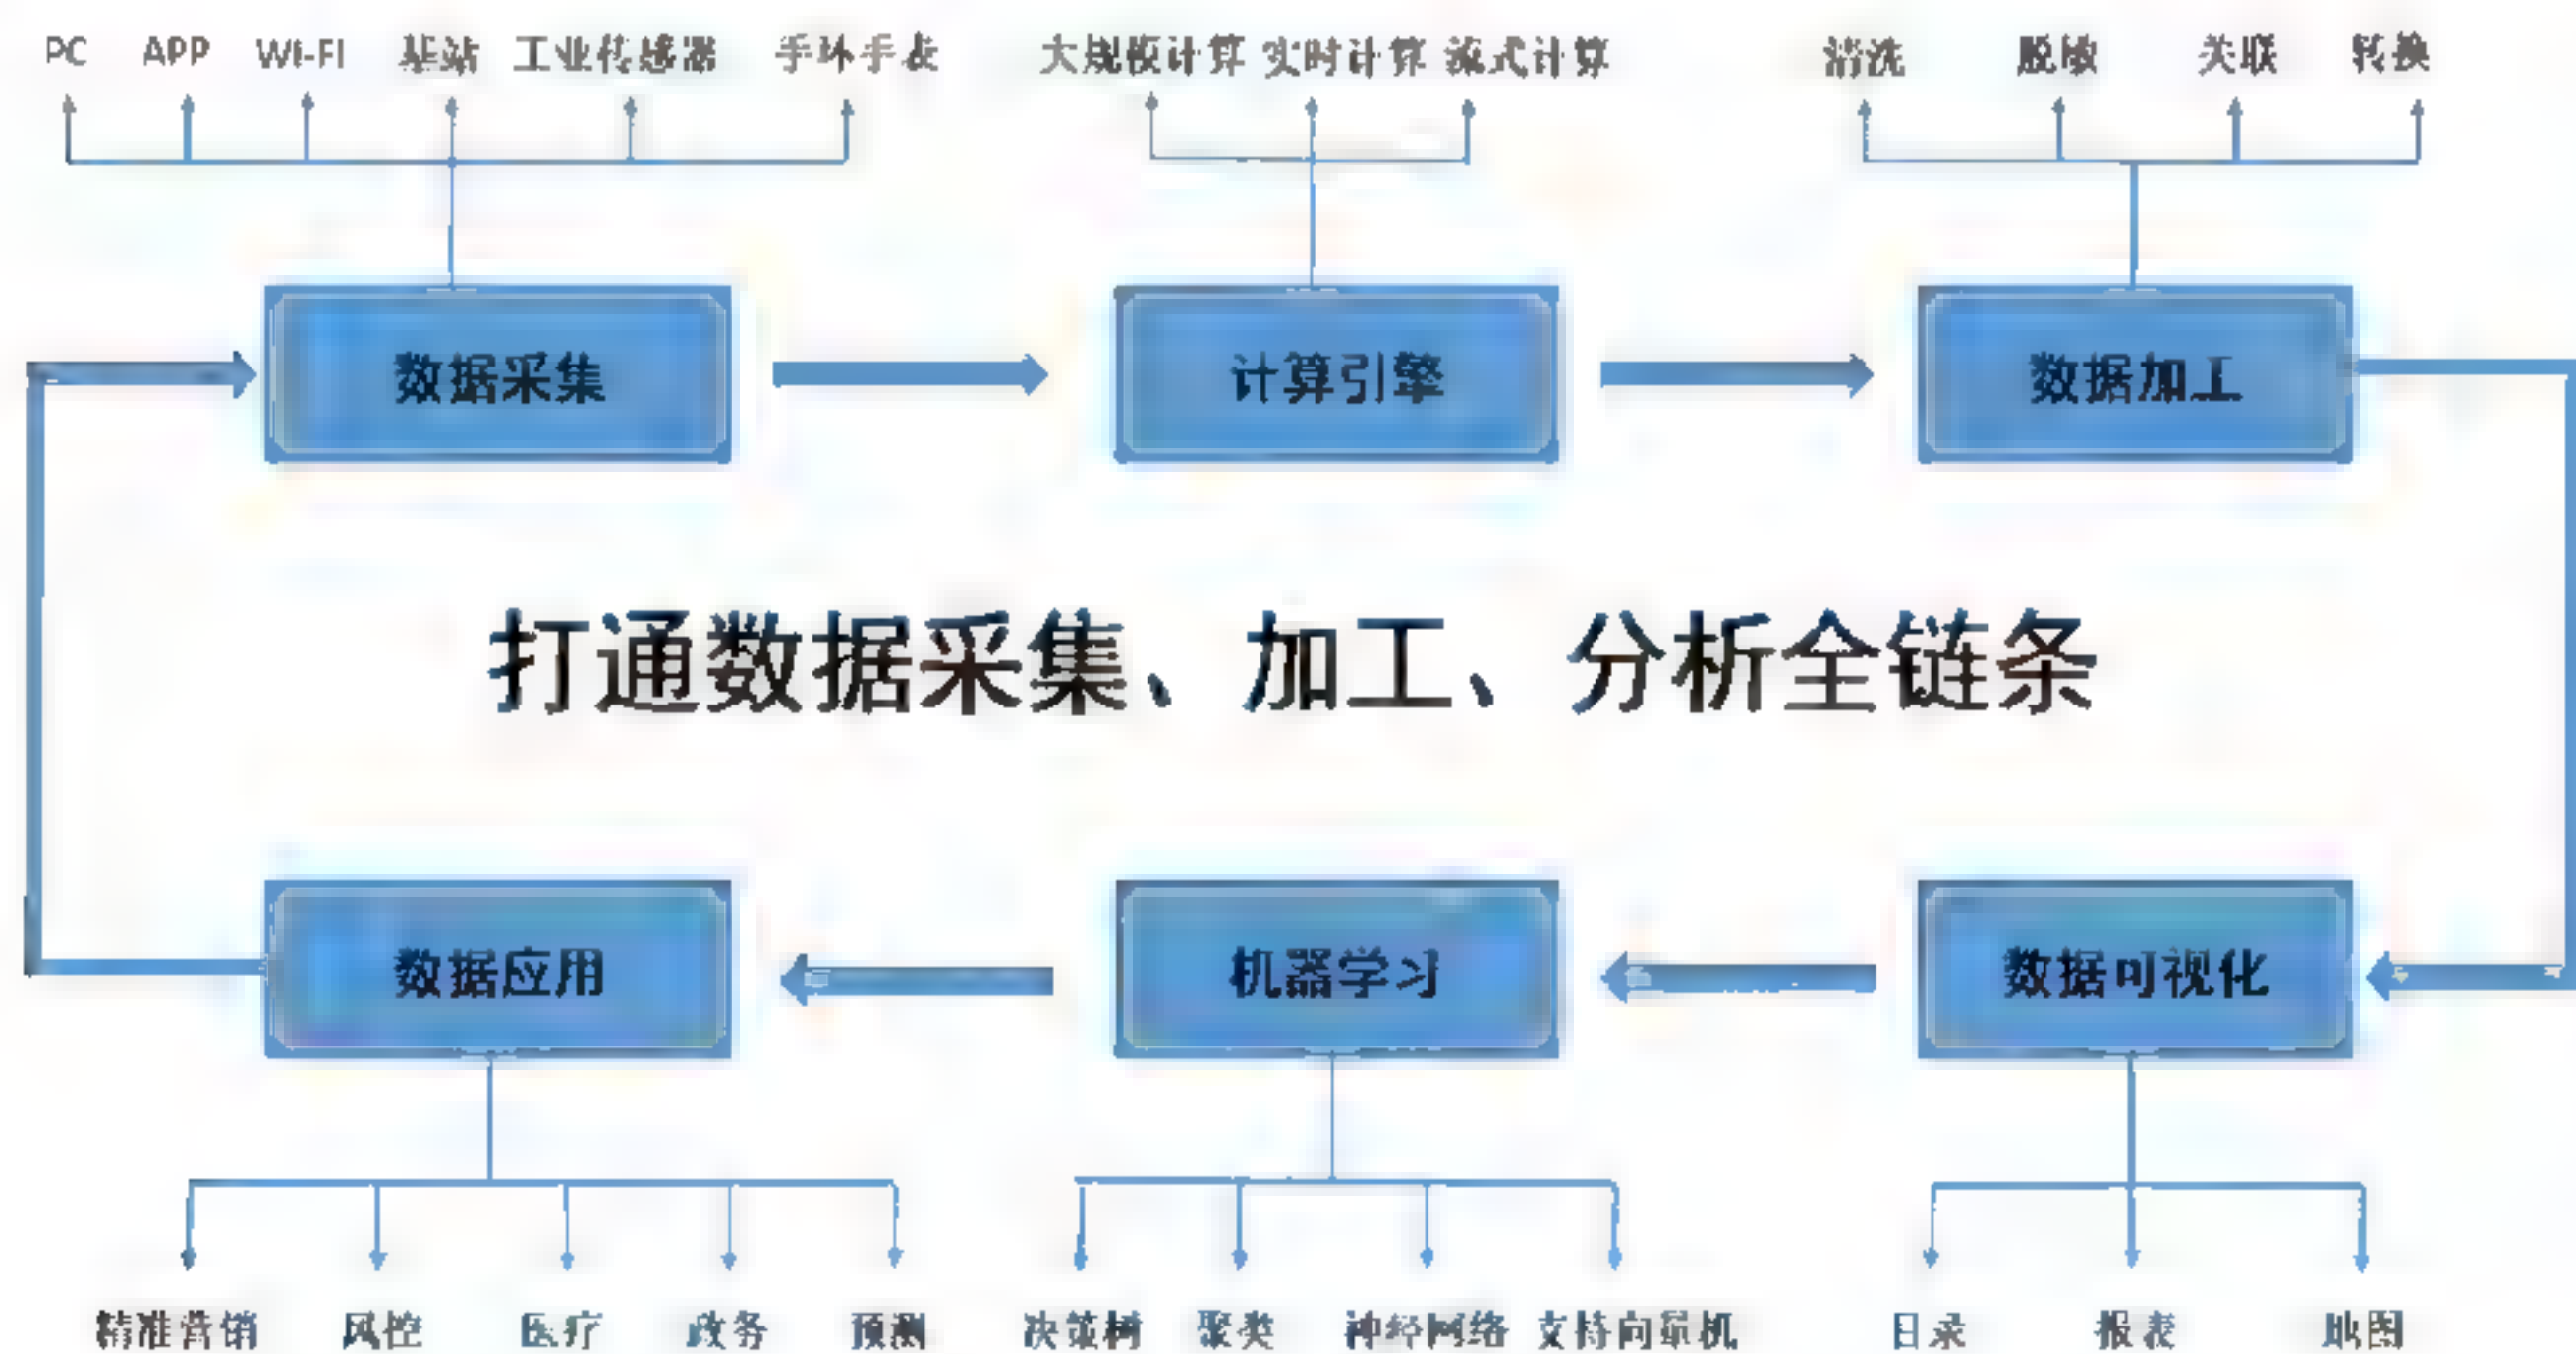 PC APP WI-FI 基站 工业传感器 手环手表 大规模计算 实时计算 流式计算 清洗 脱敏 关联 转换
数据采集 计算引擎 数据加工
打通数据采集、加工、分析全链条
数据应用 机器学习 数据可视化
精准营销 风控 医疗 政务 预测 决策树 聚类 神经网络 支持向量机 目录 报表 地图